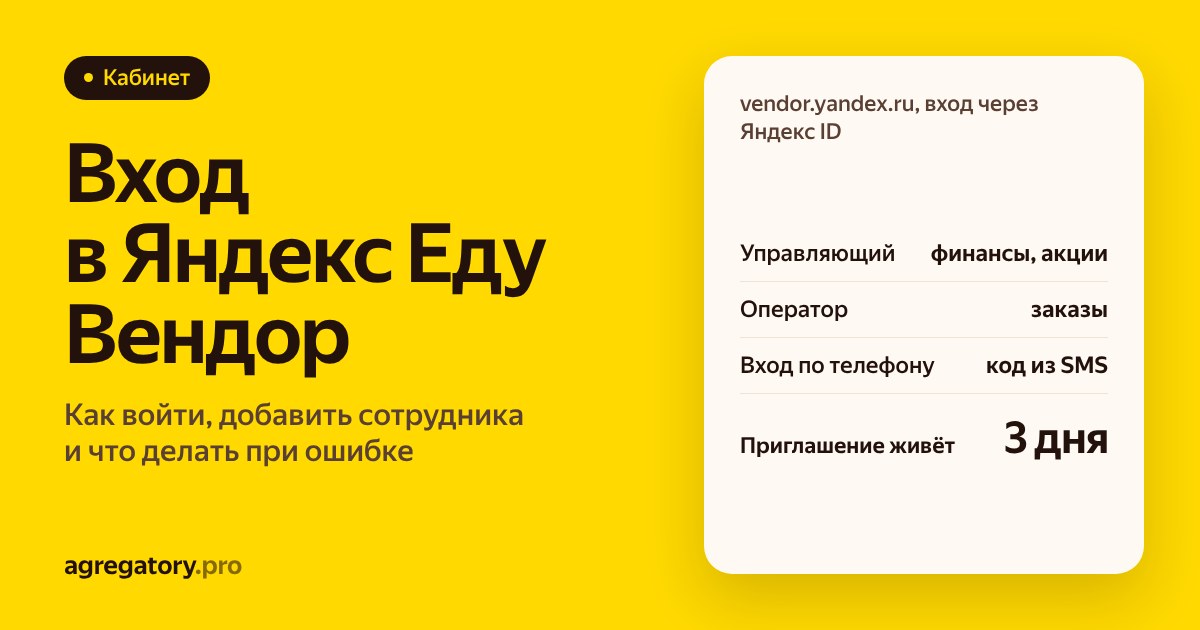 Кабинет
Вход
в Яндекс Еду
Вендор
Как войти, добавить сотрудника
и что делать при ошибке
agregatory.pro
vendor.yandex.ru, вход через
Яндекс ID
Управляющий финансы, акции
Оператор заказы
Вход по телефону код из SMS
Приглашение живёт 3 дня